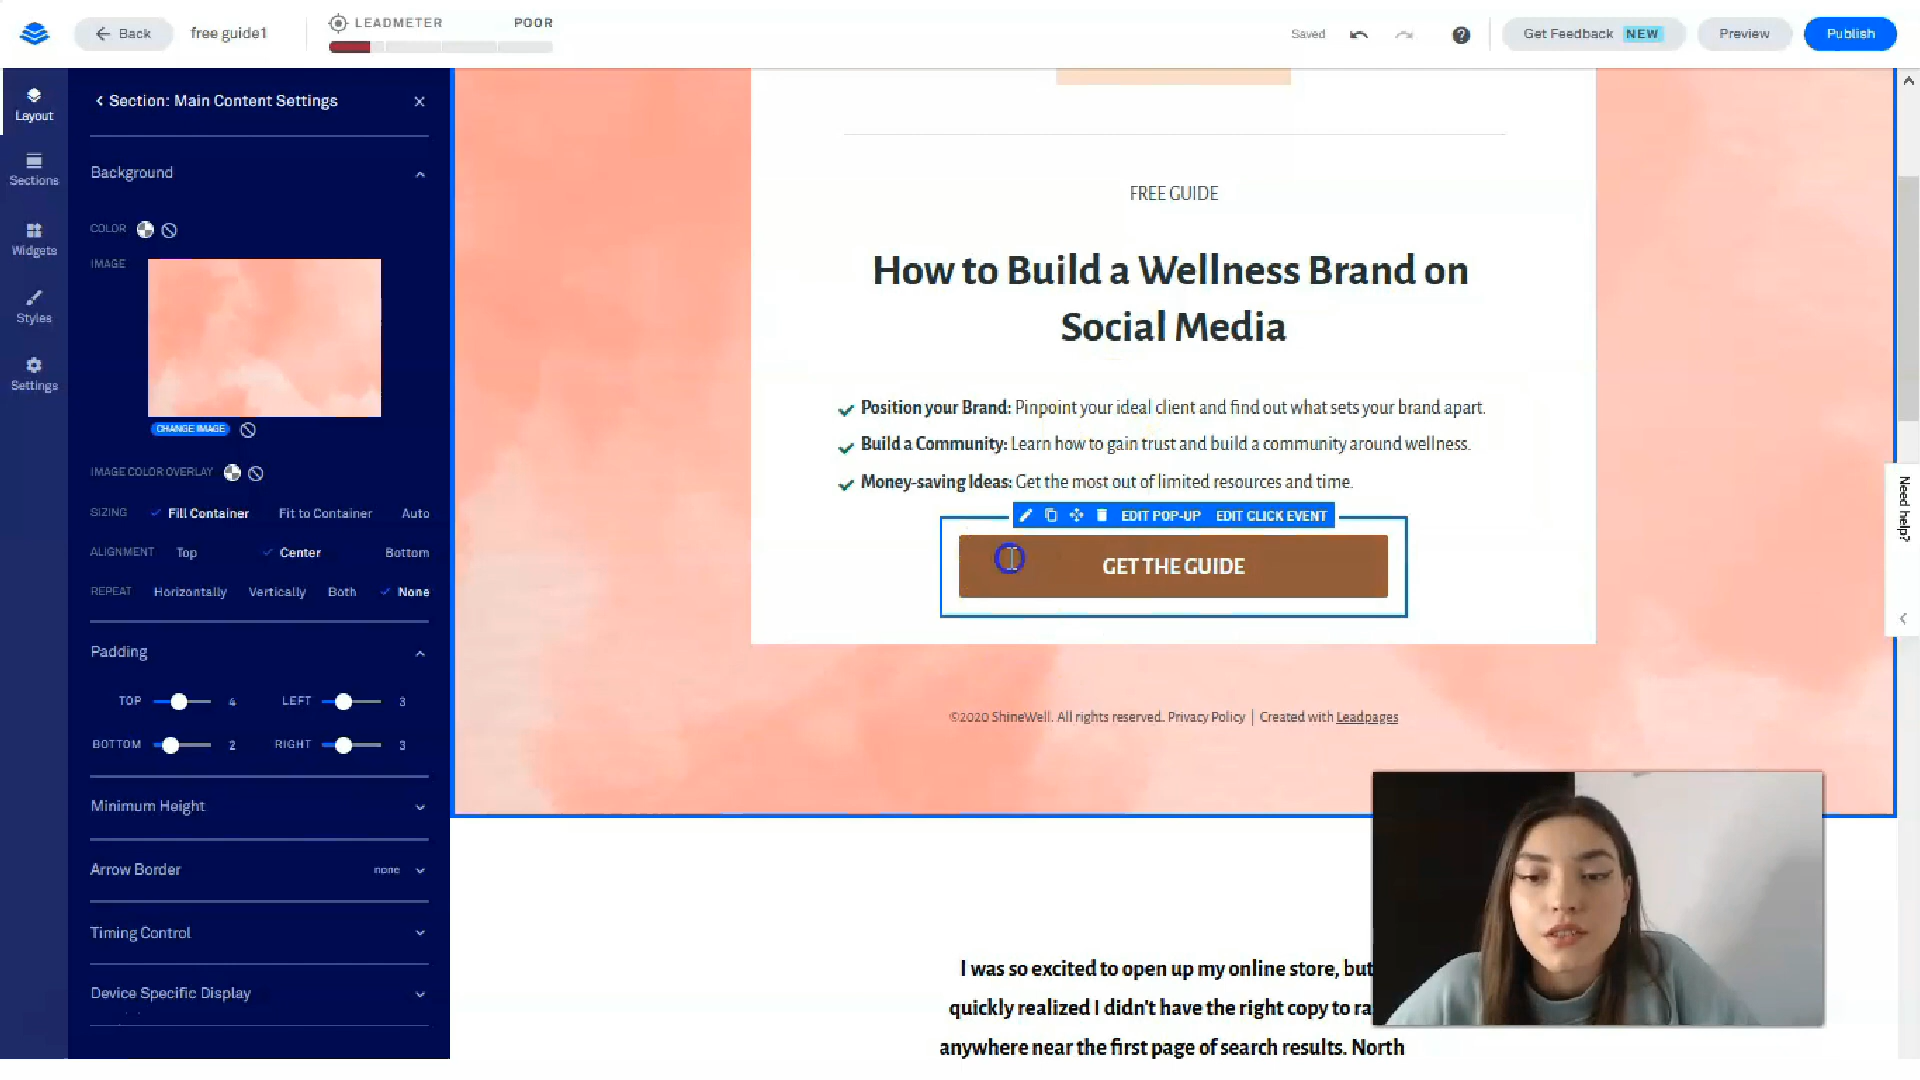 Back
free guide1
LEADMETER
POOR
Saved
Get Feedback NEW
Preview
Publish
Layout
Sections
Widgets
Styles
Settings
Section: Main Content Settings
Background
COLOR
IMAGE
CHANGE IMAGE
IMAGE COLOR OVERLAY
SIZING Fill Container Fit to Container Auto
ALIGNMENT Top Center Bottom
REPEAT Horizontally Vertically Both None
Padding
TOP 4 LEFT 3
BOTTOM 2 RIGHT 3
Minimum Height
Arrow Border none
Timing Control
Device Specific Display
FREE GUIDE
How to Build a Wellness Brand on
Social Media
Position your Brand: Pinpoint your ideal client and find out what sets your brand apart.
Build a Community: Learn how to gain trust and build a community around wellness.
Money-saving Ideas: Get the most out of limited resources and time.
EDIT POP-UP EDIT CLICK EVENT
GET THE GUIDE
©2020 ShineWell. All rights reserved. Privacy Policy | Created with Leadpages
I was so excited to open up my online store, but
quickly realized I didn't have the right copy to ra
anywhere near the first page of search results. North
Need help?